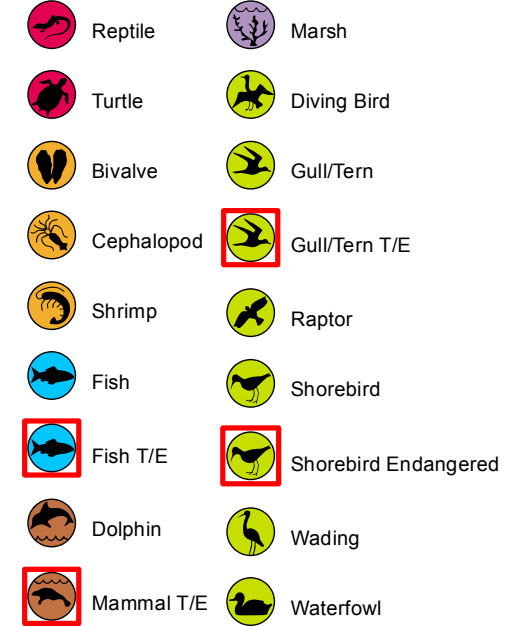 Reptile
Turtle
Bivalve
Cephalopod
Shrimp
Fish
Fish T/E
Dolphin
Mammal T/E
Marsh
Diving Bird
Gull/Tern
Gull/Tern T/E
Raptor
Shorebird
Shorebird Endangered
Wading
Waterfowl